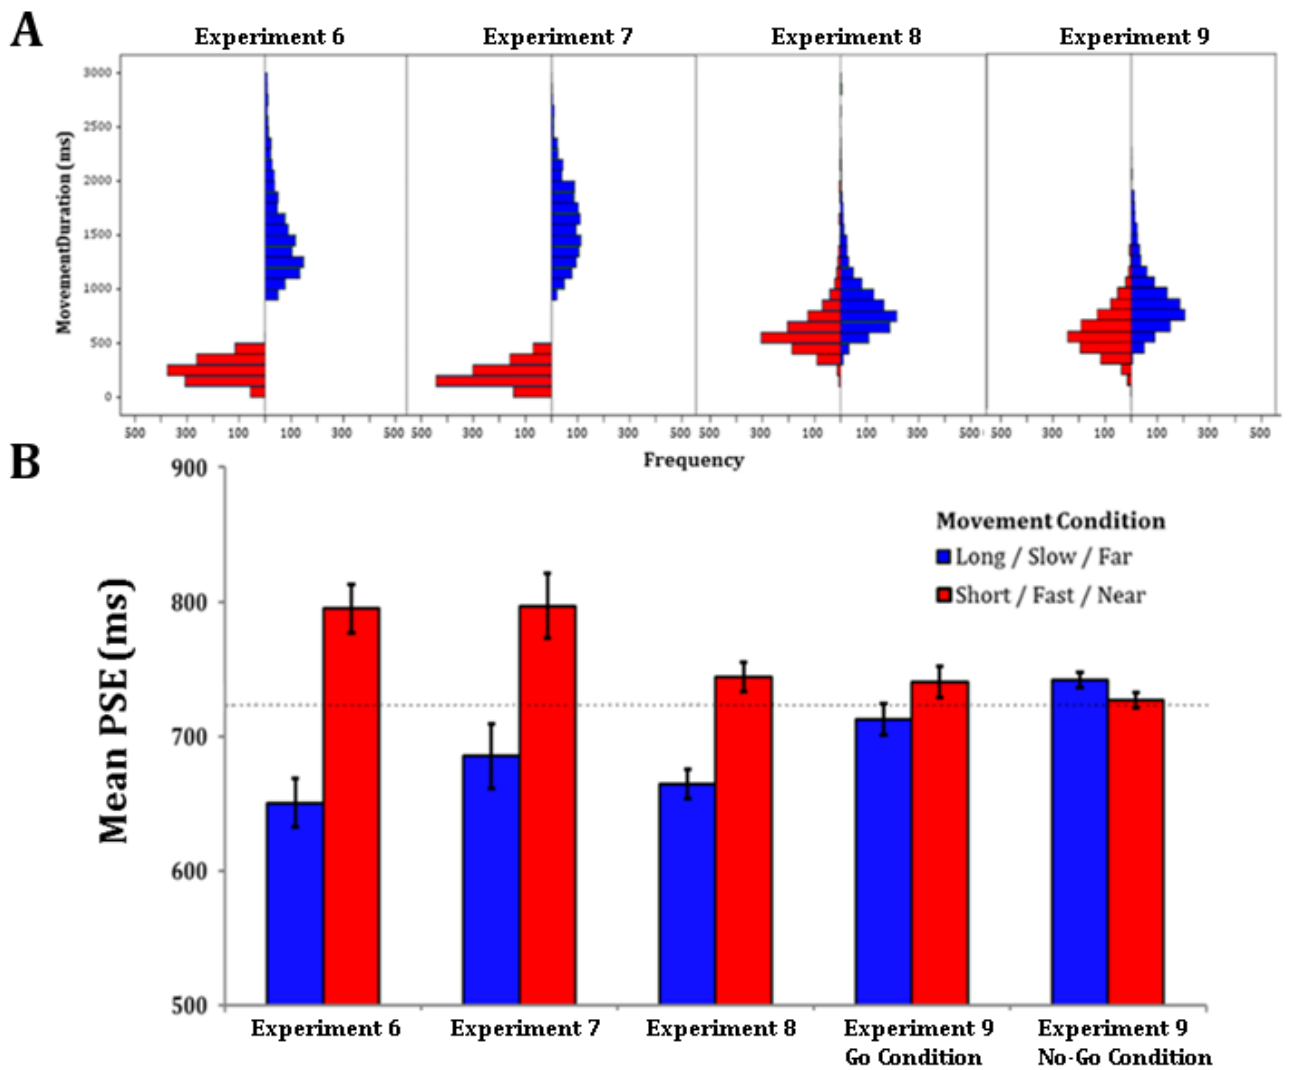 A
Experiment 6 Experiment 7 Experiment 8 Experiment 9
MovementDuration (ms)
3000
2500
2000
1500
1000
500
0
500 300 100 100 300 500 300 100 100 300 500 500 300 100 100 300 500 500 300 100 100 300 500
Frequency
B
Mean PSE (ms)
900
800
700
600
500
Movement Condition
Long / Slow / Far
Short / Fast / Near
Experiment 6 Experiment 7 Experiment 8 Experiment 9 Experiment 9
Go Condition No-Go Condition